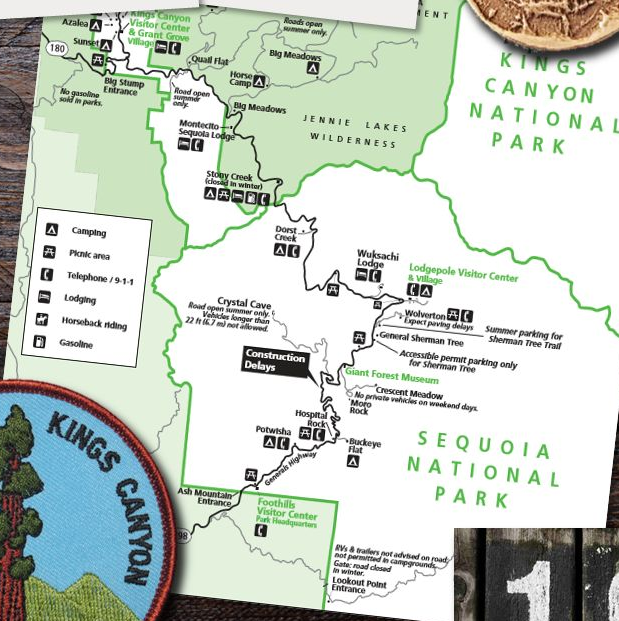 Azalea
Kings Canyon
Visitor Center
& Grant Grove
Village
Sunset
180
Roads open
summer only.
ENT
Quail Flat
Big Meadows
Horse
Camp
Big Stump
Entrance
No gasoline
sold in parks.
Road open
summer
only.
Big Meadows
Montecito
Sequoia Lodge
JENNIE LAKES
WILDERNESS
KINGS
CANYON
NATIONAL
PARK
Stony Creek
(closed in winter)
Camping
Picnic area
Telephone / 9-1-1
Lodging
Horseback riding
Gasoline
Dorst
Creek
Wuksachi
Lodge
Lodgepole Visitor Center
& Village
Crystal Cave
Road open summer only.
Vehicles longer than
22 ft (6.7 m) not allowed.
Wolverton
Expect paving delays
Summer parking for
Sherman Tree Trail
General Sherman Tree
Accessible permit parking only
for Sherman Tree
Construction
Delays
Giant Forest Museum
Crescent Meadow
No private vehicles on weekend days.
Moro
Rock
Hospital
Rock
Potwisha
Buckeye
Flat
Generals Highway
SEQUOIA
NATIONAL
PARK
Ash Mountain
Entrance
Foothills
Visitor Center
Park Headquarters
98
RVs & trailers not advised on road;
not permitted in campgrounds.
Gate: road closed
in winter.
Lookout Point
Entrance
KINGS CANYON
1